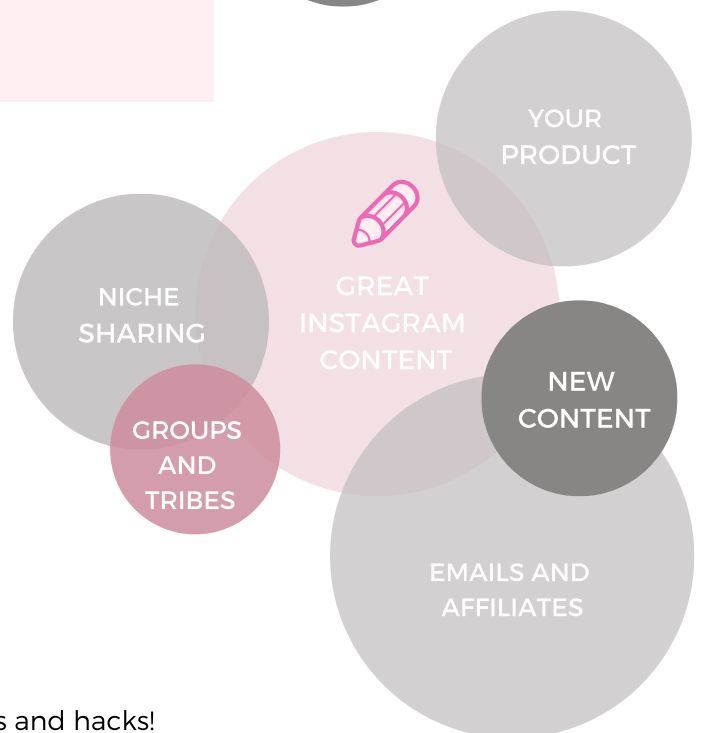 YOUR
PRODUCT
GREAT
INSTAGRAM
CONTENT
NICHE
SHARING
NEW
CONTENT
GROUPS
AND
TRIBES
EMAILS AND
AFFILIATES
s and hacks!